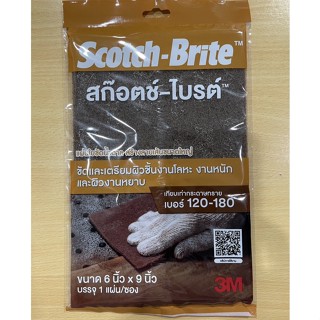 Scotch-Brite™
สก๊อตช์-ไบรต์™
ขัดและเตรียมผิวชิ้นงานโลหะ งานหนัก
และผิวงานหยาบ
เทียบเท่ากระดาษทราย
เบอร์ 120-180
ขนาด 6 นิ้ว x 9 นิ้ว
บรรจุ 1 แผ่น/ซอง
3M